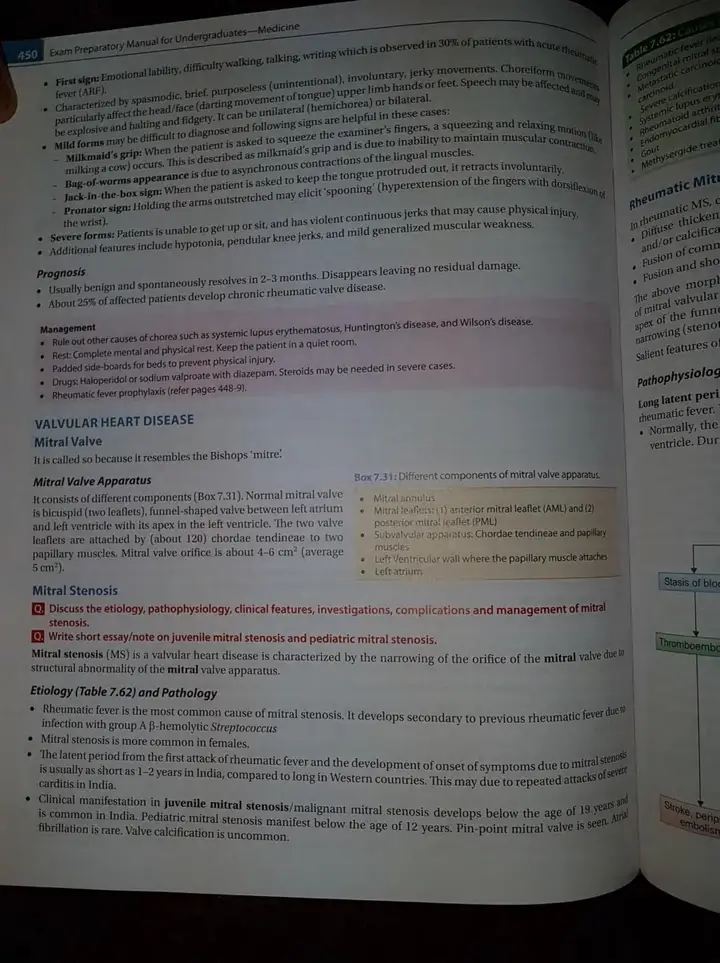 450 Exam Preparatory Manual for Undergraduates—Medicine
• First sign: Emotional lability, difficulty walking, talking, writing which is observed in 30% of patients with acute rheumatic
fever (ARF).
• Characterized by spasmodic, brief, purposeless (unintentional), involuntary, jerky movements. Choreiform movements
particularly affect the head/face (darting movement of tongue) upper limb hands or feet. Speech may be affected and may
be explosive and halting and fidgety. It can be unilateral (hemichorea) or bilateral.
• Mild forms may be difficult to diagnose and following signs are helpful in these cases:
– Milkmaid's grip: When the patient is asked to squeeze the examiner's fingers, a squeezing and relaxing motion (like
milking a cow) occurs. This is described as milkmaid's grip and is due to inability to maintain muscular contraction.
– Bag-of-worms appearance is due to asynchronous contractions of the lingual muscles.
– Jack-in-the-box sign: When the patient is asked to keep the tongue protruded out, it retracts involuntarily.
– Pronator sign: Holding the arms outstretched may elicit 'spooning' (hyperextension of the fingers with dorsiflexion of
the wrist).
• Severe forms: Patients is unable to get up or sit, and has violent continuous jerks that may cause physical injury.
• Additional features include hypotonia, pendular knee jerks, and mild generalized muscular weakness.
Prognosis
• Usually benign and spontaneously resolves in 2–3 months. Disappears leaving no residual damage.
• About 25% of affected patients develop chronic rheumatic valve disease.
Management
• Rule out other causes of chorea such as systemic lupus erythematosus, Huntington's disease, and Wilson's disease.
• Rest: Complete mental and physical rest. Keep the patient in a quiet room.
• Padded side-boards for beds to prevent physical injury.
• Drugs: Haloperidol or sodium valproate with diazepam. Steroids may be needed in severe cases.
• Rheumatic fever prophylaxis (refer pages 448-9).
VALVULAR HEART DISEASE
Mitral Valve
It is called so because it resembles the Bishops 'mitre'.
Mitral Valve Apparatus
It consists of different components (Box 7.31). Normal mitral valve
is bicuspid (two leaflets), funnel-shaped valve between left atrium
and left ventricle with its apex in the left ventricle. The two valve
leaflets are attached by (about 120) chordae tendineae to two
papillary muscles. Mitral valve orifice is about 4–6 cm² (average
5 cm²).
Box 7.31: Different components of mitral valve apparatus.
• Mitral annulus
• Mitral leaflets: (1) anterior mitral leaflet (AML) and (2)
posterior mitral leaflet (PML)
• Subvalvular apparatus: Chordae tendineae and papillary
muscles
• Left Ventricular wall where the papillary muscle attaches
• Left atrium
Mitral Stenosis
Q. Discuss the etiology, pathophysiology, clinical features, investigations, complications and management of mitral
stenosis.
Q. Write short essay/note on juvenile mitral stenosis and pediatric mitral stenosis.
Mitral stenosis (MS) is a valvular heart disease is characterized by the narrowing of the orifice of the mitral valve due to
structural abnormality of the mitral valve apparatus.
Etiology (Table 7.62) and Pathology
• Rheumatic fever is the most common cause of mitral stenosis. It develops secondary to previous rheumatic fever due to
infection with group A β-hemolytic Streptococcus
• Mitral stenosis is more common in females.
• The latent period from the first attack of rheumatic fever and the development of onset of symptoms due to mitral stenosis
is usually as short as 1–2 years in India, compared to long in Western countries. This may due to repeated attacks of severe
carditis in India.
• Clinical manifestation in juvenile mitral stenosis/malignant mitral stenosis develops below the age of 19 years and
is common in India. Pediatric mitral stenosis manifest below the age of 12 years. Pin-point mitral valve is seen. Atrial
fibrillation is rare. Valve calcification is uncommon.
Table 7.62: Causes
• Rheumatic fever
• Congenital mitral
• Metastatic carcinoid
carcinoid.
• Severe calcification
• Systemic lupus
• Rheumatoid
• Endomyocardial
• Gout
• Methysergide
Rheumatic
In rheumatic MS,
• Diffuse
and/or
• Fusion of
• Fusion and
The above
of mitral valvular
apex of the
narrowing
Salient features
Long latent
rheumatic fever.
• Normally, the
ventricle.
Stasis of
Stroke,